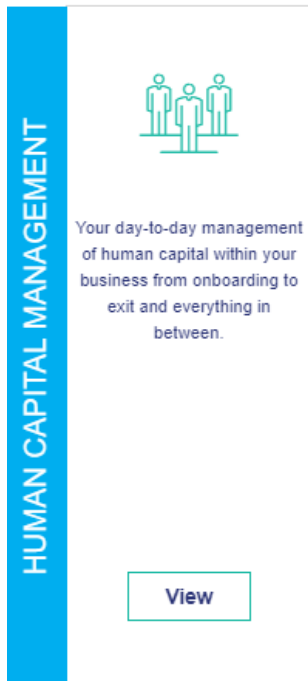 HUMAN CAPITAL MANAGEMENT
Your day-to-day management
of human capital within your
business from onboarding to
exit and everything in
between.
View